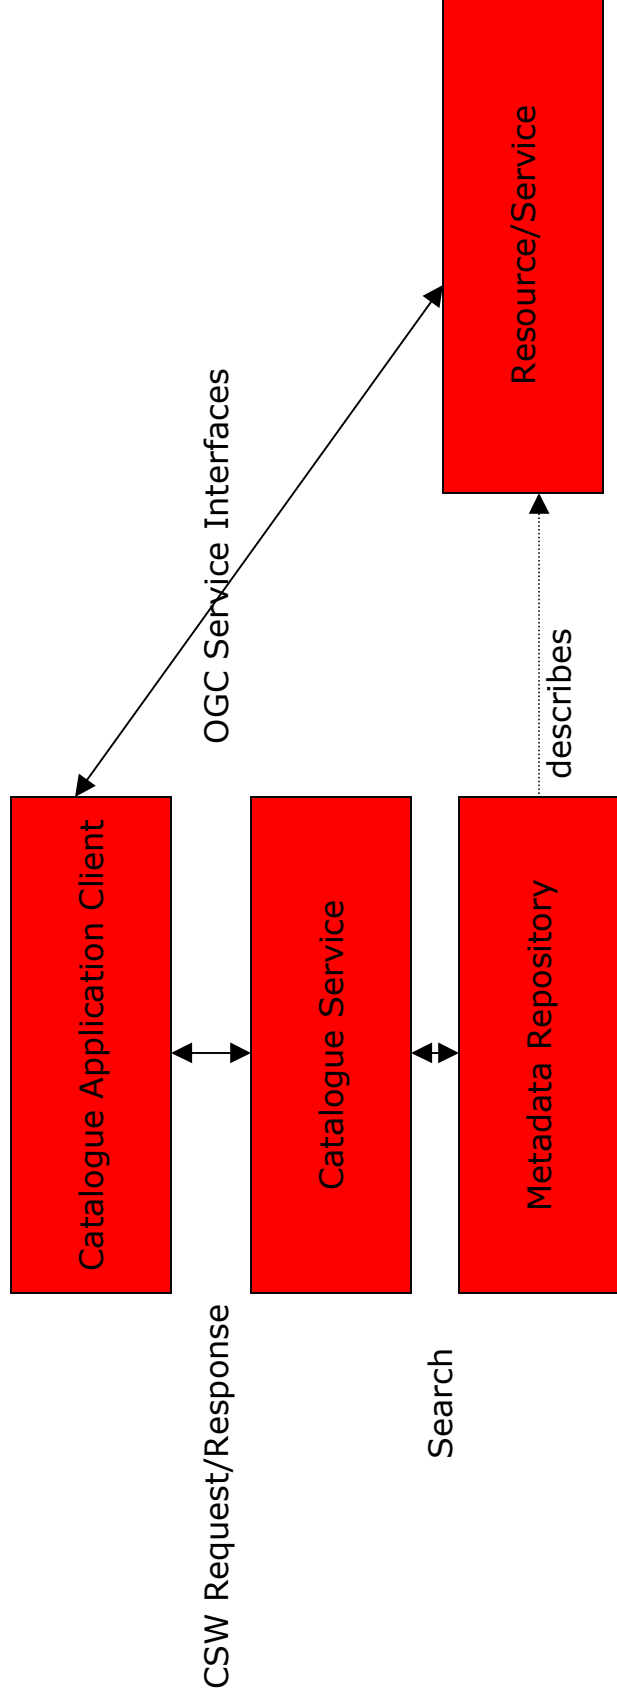 Catalogue Application Client
CSW Request/Response
OGC Service Interfaces
Catalogue Service
Search
Metadata Repository
describes
Resource/Service